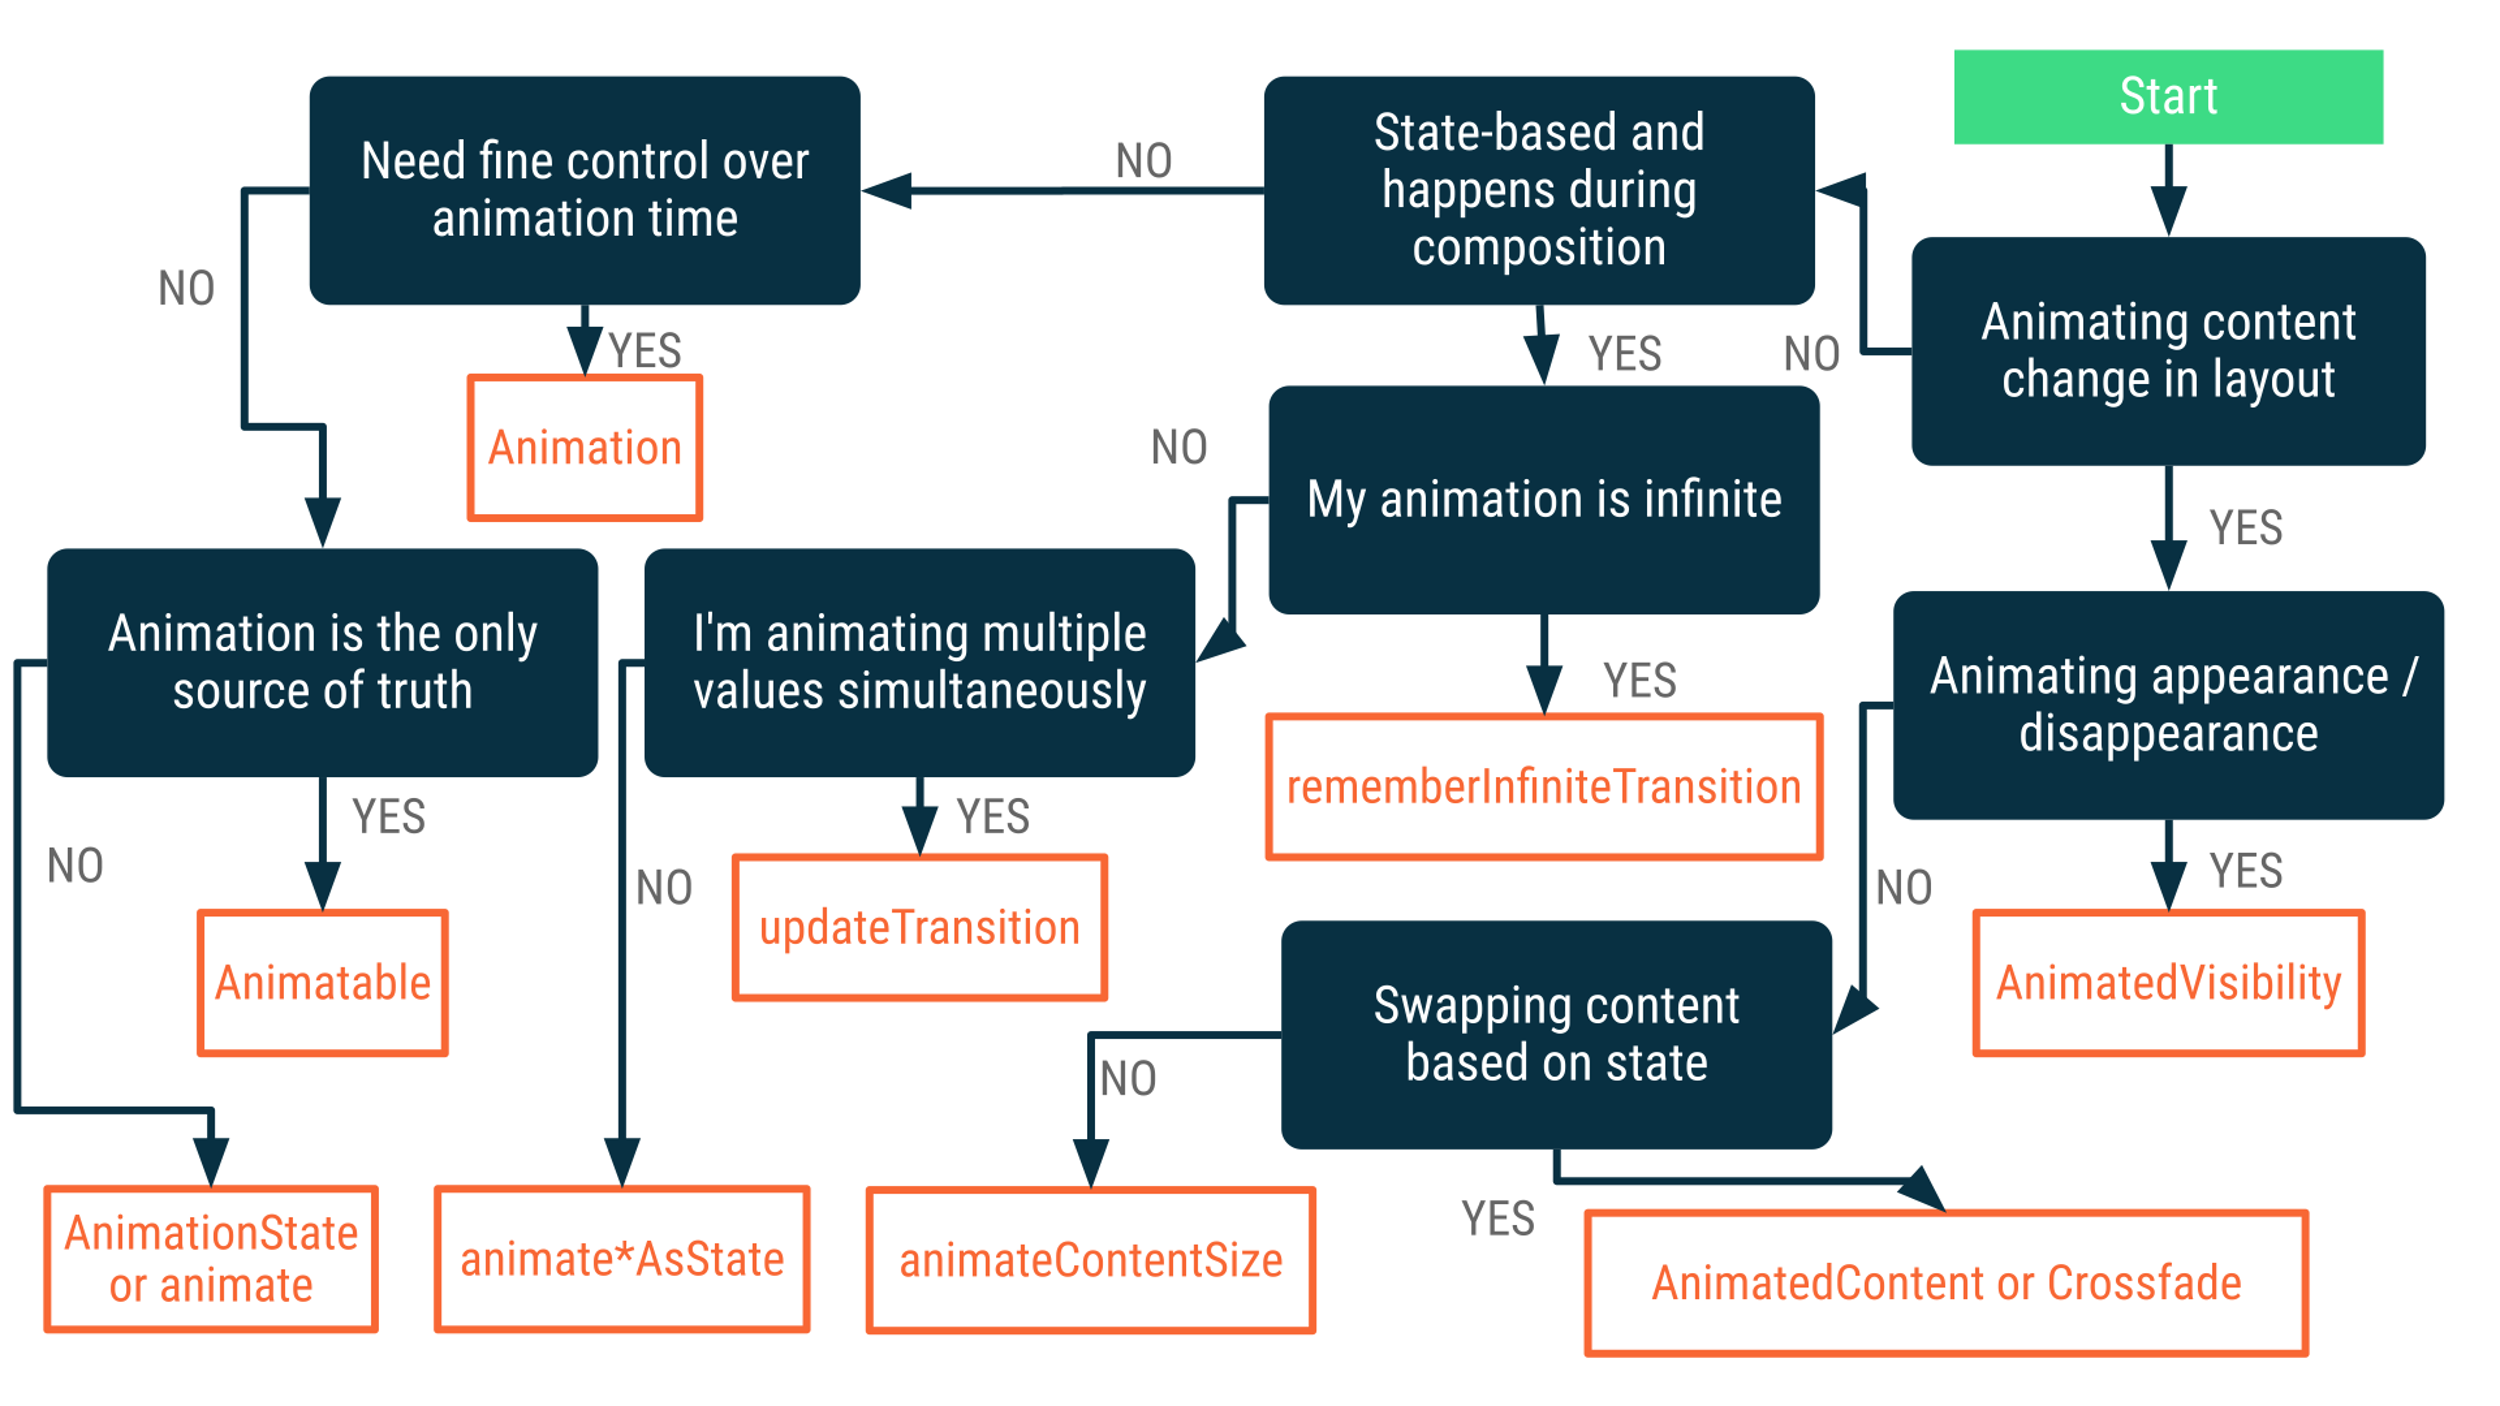 Start
Need fine control over
animation time
NO
State-based and
happens during
composition
NO
Animating content
change in layout
NO
YES
Animation
YES
NO
My animation is infinite
YES
Animation is the only
source of truth
I'm animating multiple
values simultaneously
YES
rememberInfiniteTransition
Animating appearance /
disappearance
NO
YES
Animatable
NO
YES
updateTransition
NO
YES
AnimatedVisibility
Swapping content
based on state
NO
YES
AnimationState
or animate
animate*AsState
animateContentSize
AnimatedContent or Crossfade